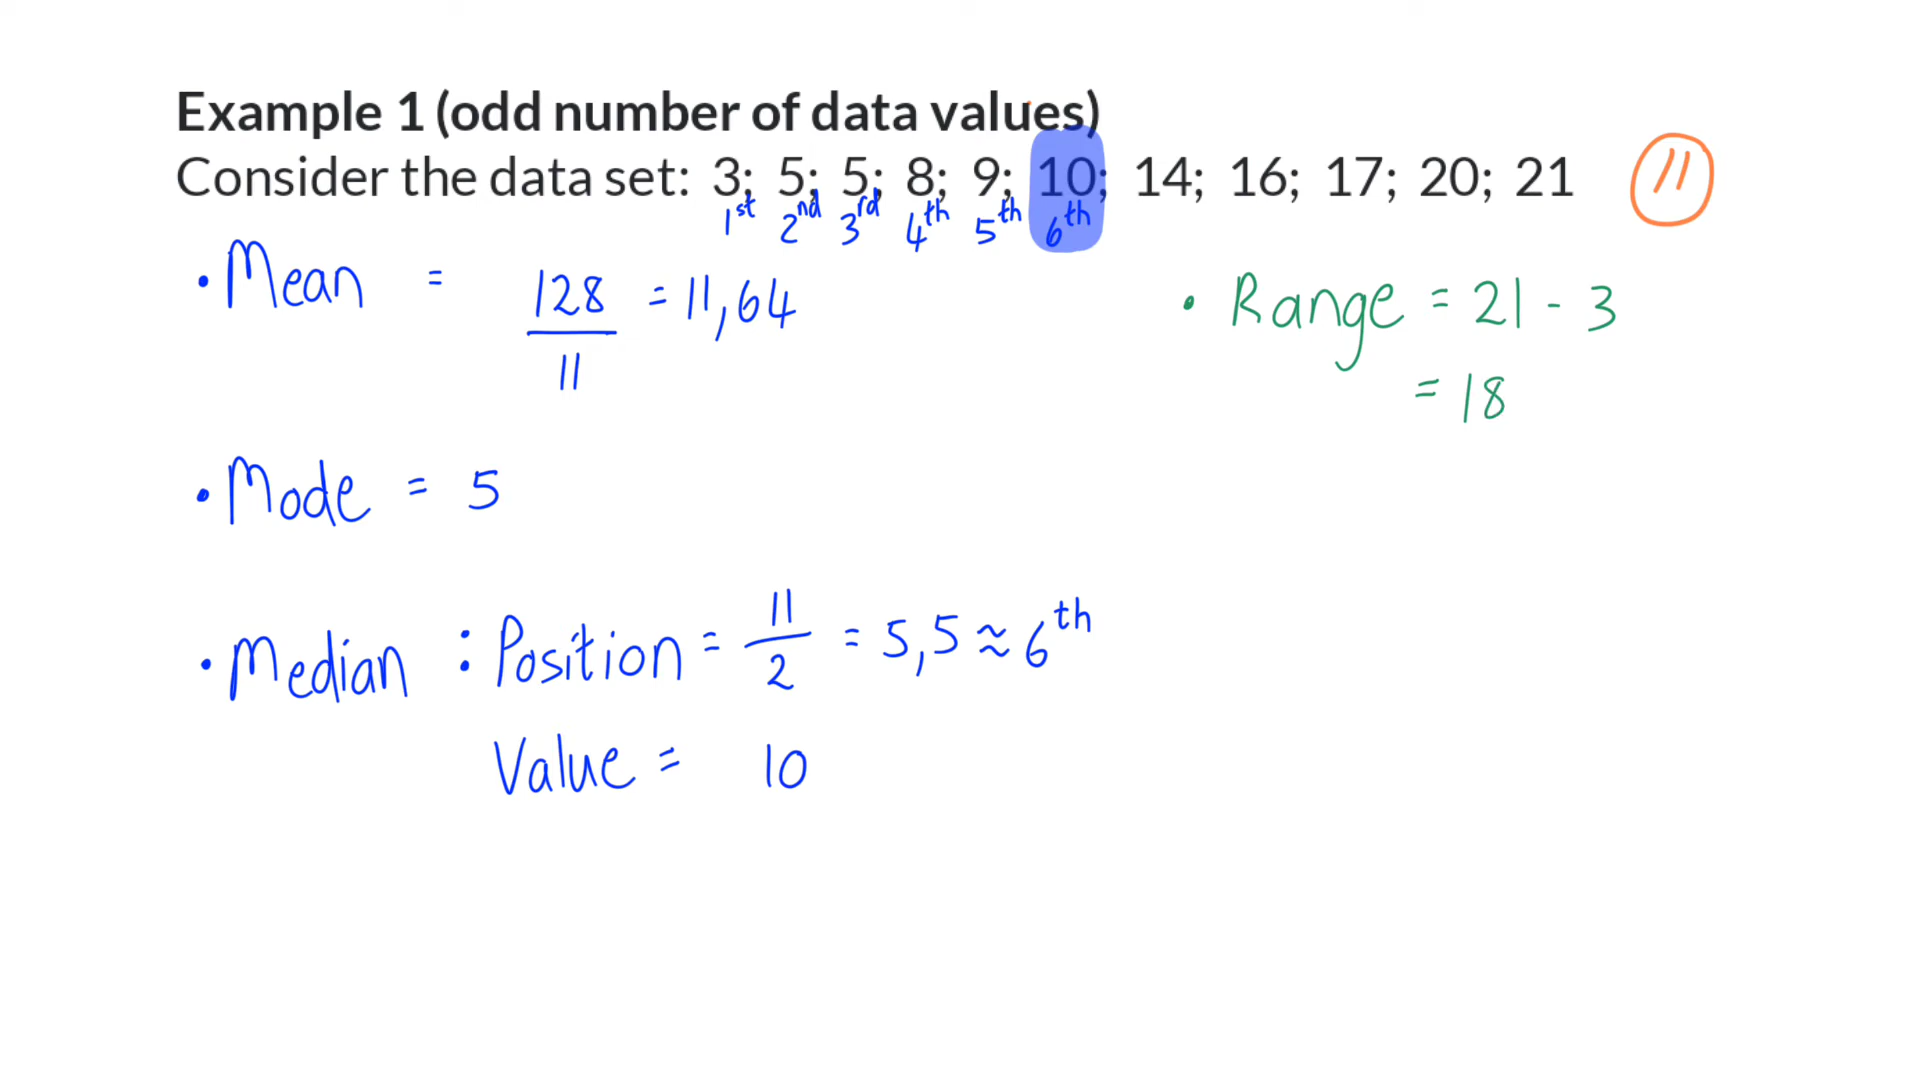 Example 1 (odd number of data values)
Consider the data set: 3; 5; 5; 8; 9; 10; 14; 16; 17; 20; 21 11
1st 2nd 3rd 4th 5th 6th
• Mean = 128/11 = 11,64
• Range = 21 - 3
= 18
• Mode = 5
• Median : Position = 11/2 = 5,5 ≈ 6th
Value = 10